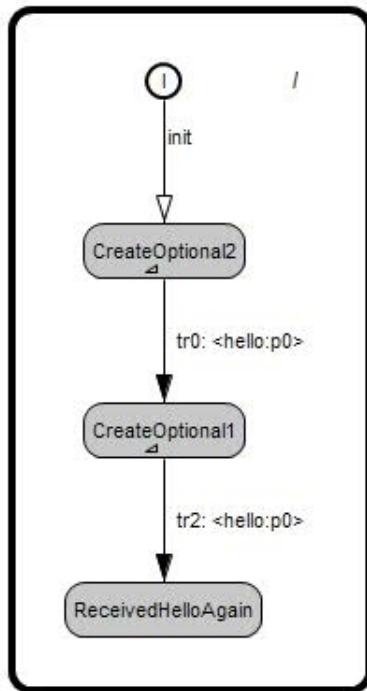 I
/
init
CreateOptional2
tr0: <hello:p0>
CreateOptional1
tr2: <hello:p0>
ReceivedHelloAgain